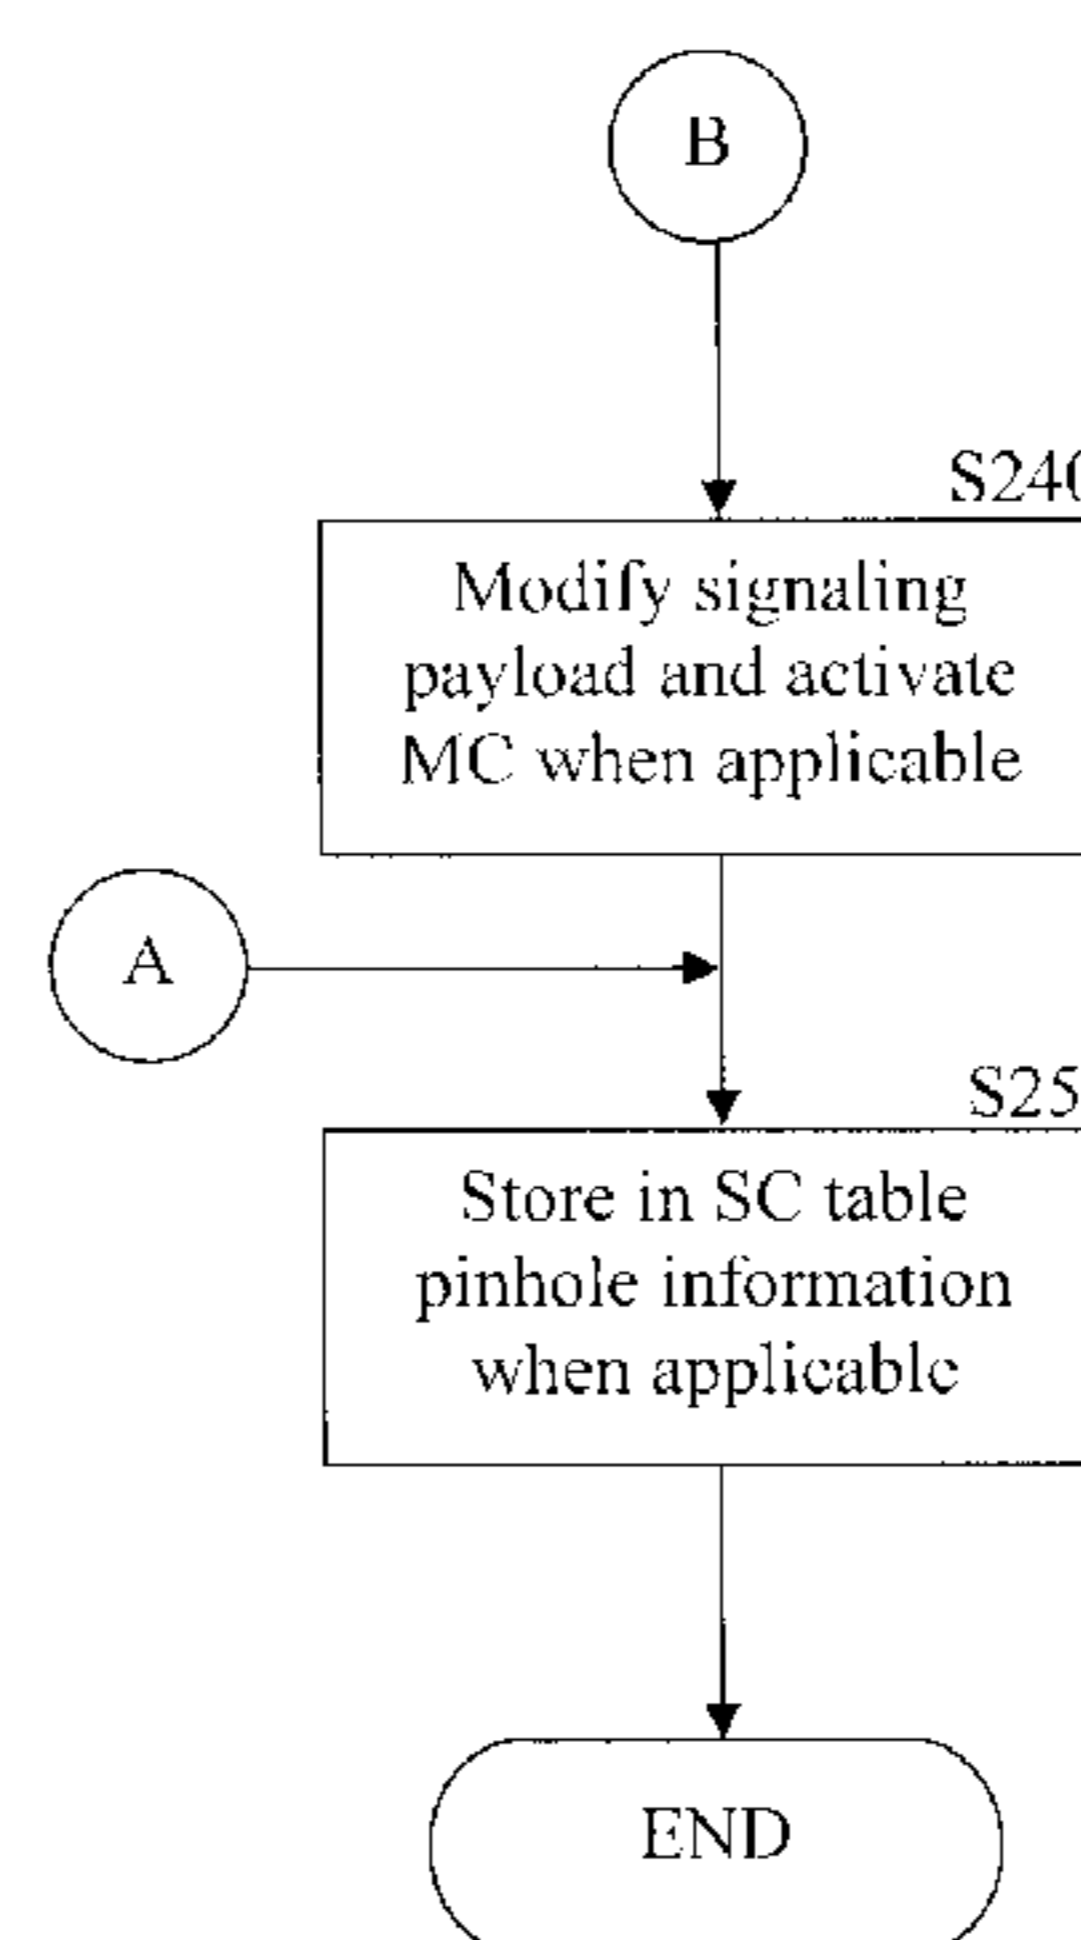 B
S240
Modify signaling
payload and activate
MC when applicable
A
S25
Store in SC table
pinhole information
when applicable
END